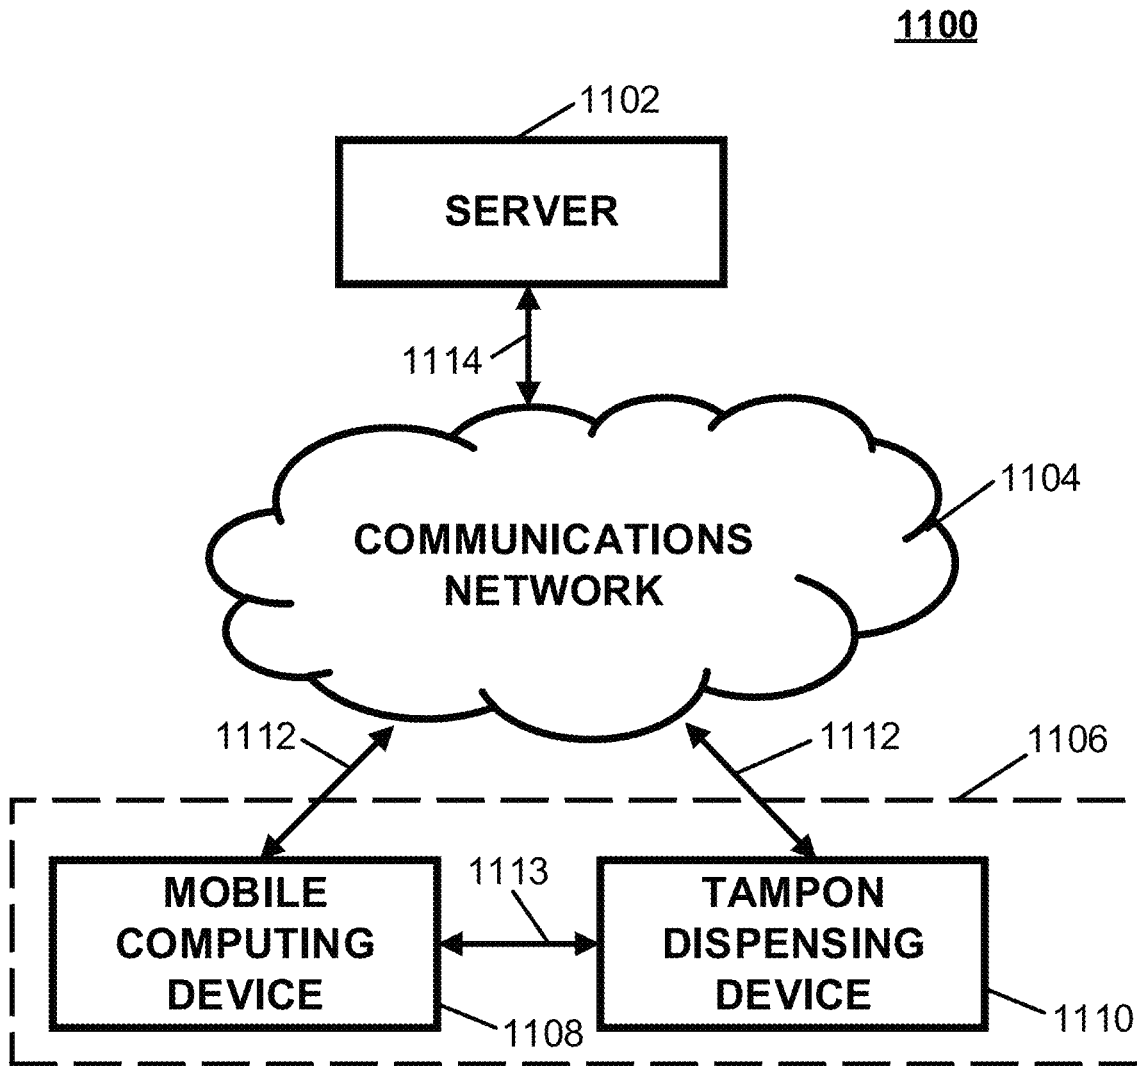 1100
1102
SERVER
1114
1104
COMMUNICATIONS
NETWORK
1112
1112
1106
1113
MOBILE
COMPUTING
DEVICE
TAMPON
DISPENSING
DEVICE
1108
1110